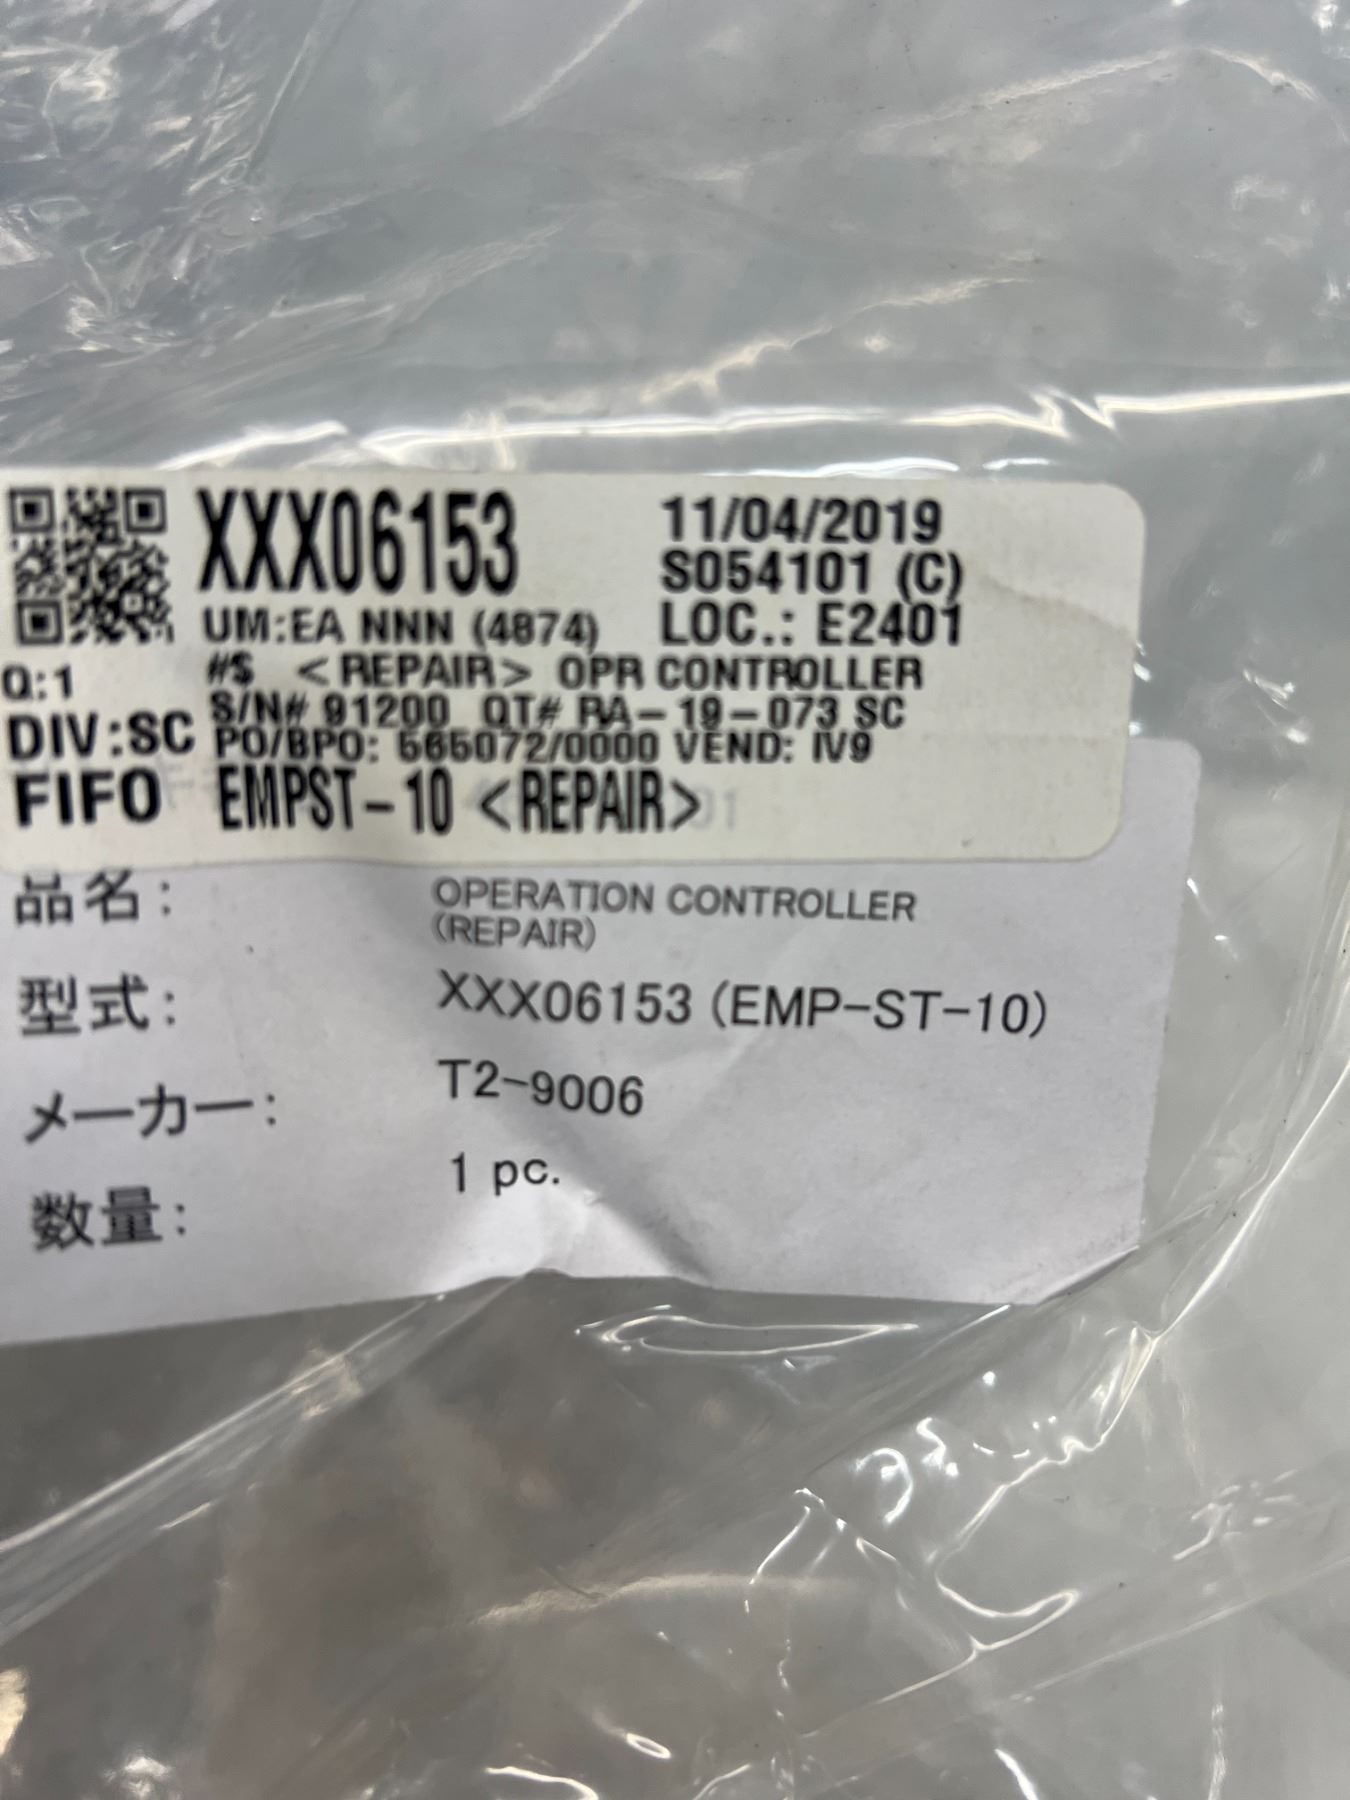 XXX06153
11/04/2019
S054101 (C)
UM:EA NNN (4874)
LOC.: E2401
Q:1
#S <REPAIR> OPR CONTROLLER
S/N# 91200 QT# RA-19-073 SC
DIV:SC
PO/BPO: 565072/0000 VEND: IV9
FIFO
EMPST-10 <REPAIR>
品名: OPERATION CONTROLLER
(REPAIR)
型式: XXX06153 (EMP-ST-10)
メーカー: T2-9006
数量: 1 pc.